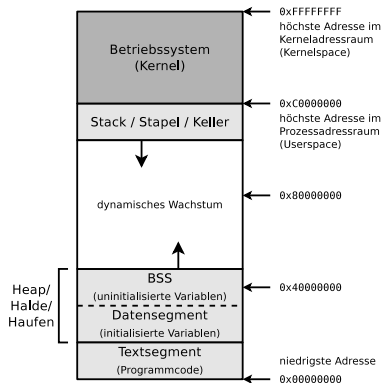 0xFFFFFFFF
höchste Adresse im
Kerneladressraum
(Kernelspace)
Betriebssystem
(Kernel)
0xC0000000
höchste Adresse im
Prozessadressraum
(Userspace)
Stack / Stapel / Keller
dynamisches Wachstum
0x80000000
Heap/
Halde/
Haufen
BSS
(uninitialisierte Variablen)
0x40000000
Datensegment
(initialisierte Variablen)
Textsegment
(Programmcode)
niedrigste Adresse
0x00000000